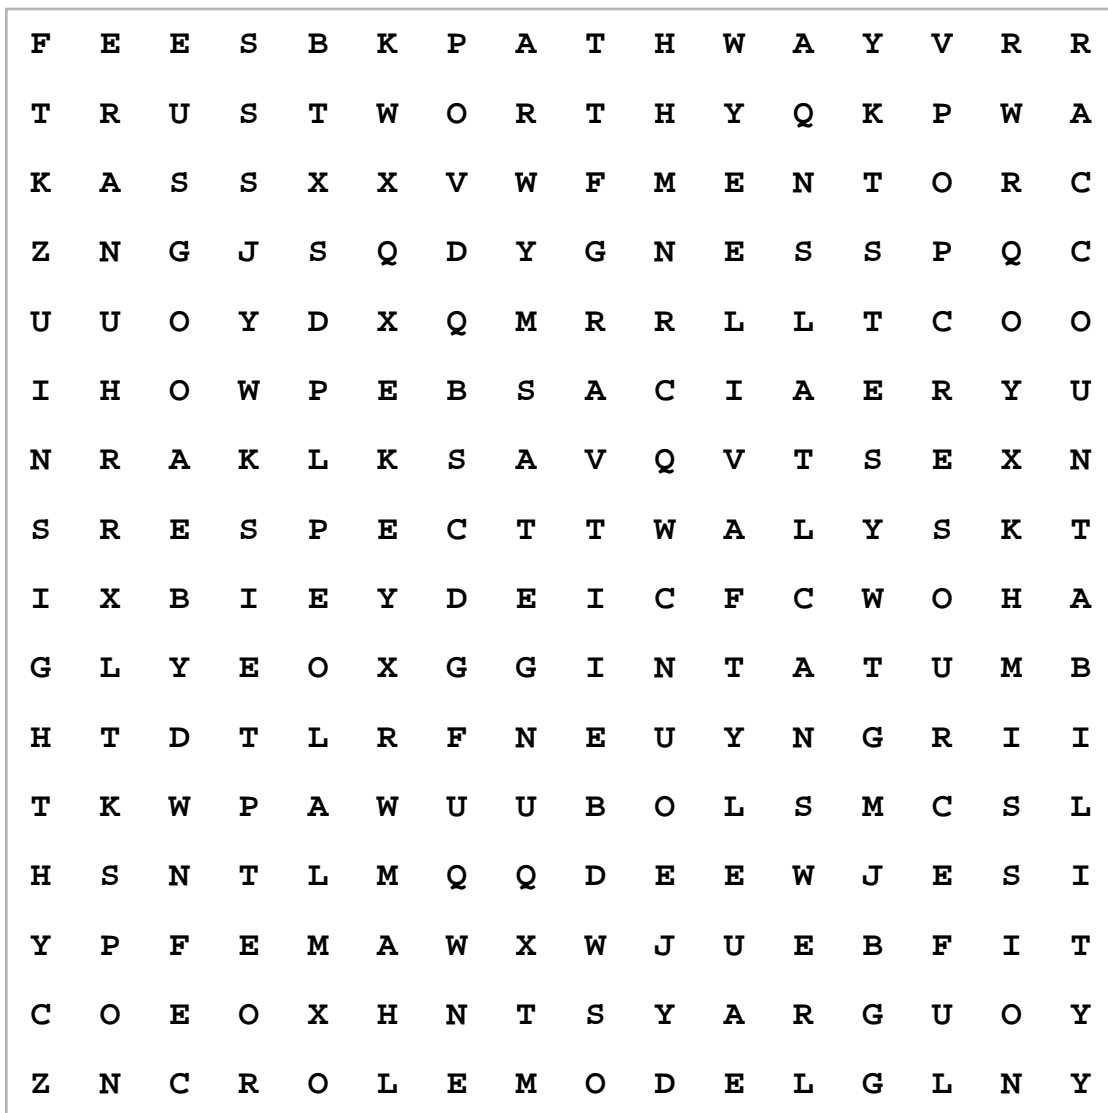 F E E S B K P A T H W A Y V R R
T R U S T W O R T H Y Q K P W A
K A S S X X V W F M E N T O R C
Z N G J S Q D Y G N E S S P Q C
U U O Y D X Q M R R L L T C O O
I H O W P E B S A C I A E R Y U
N R A K L K S A V Q V T S E X N
S R E S P E C T T W A L Y S K T
I X B I E Y D E I C F C W O H A
G L Y E O X G G I N T A T U M B
H T D T L R F N E U Y N G R I I
T K W P A W U U B O L S M C S L
H S N T L M Q Q D E E W J E S I
Y P F E M A W X W J U E B F I T
C O E O X H N T S Y A R G U O Y
Z N C R O L E M O D E L G L N Y